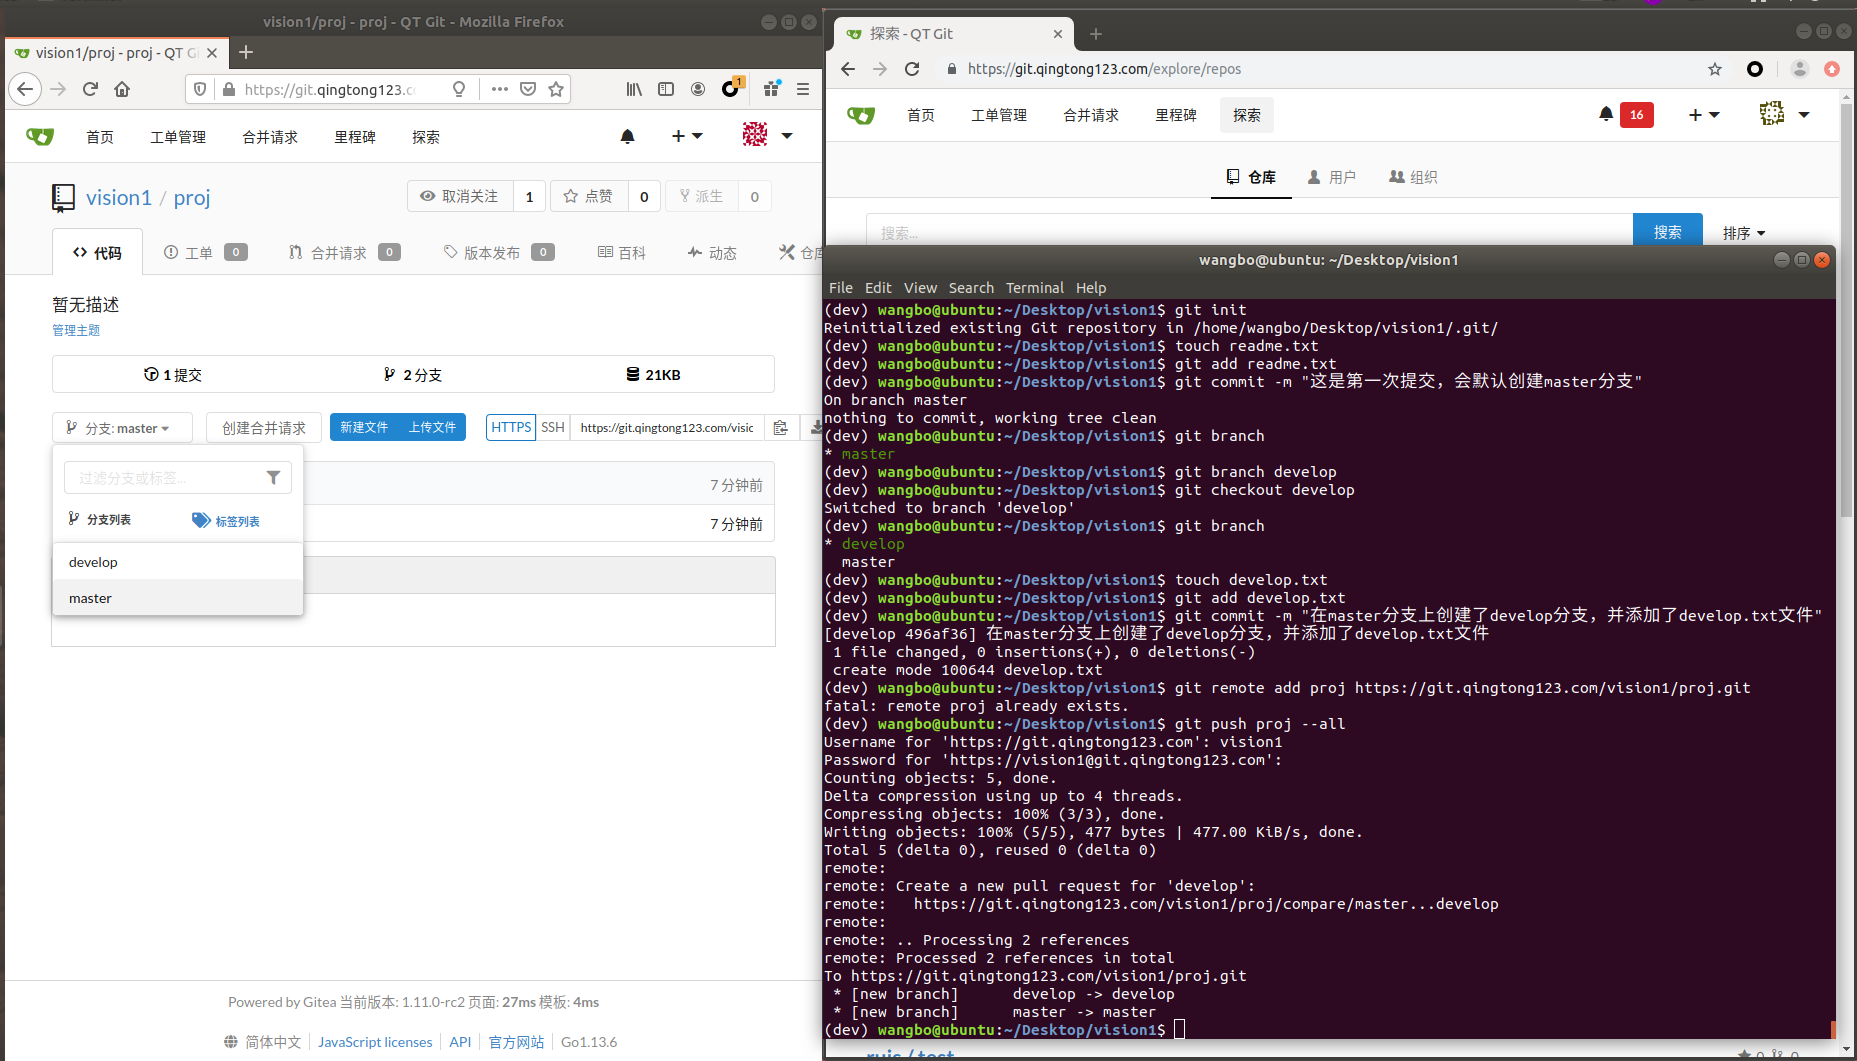 vision1/proj - proj - QT Git - Mozilla Firefox
vision1/proj - proj - QT Gi
https://git.qingtong123.c
1
首页 工单管理 合并请求 里程碑 探索
vision1 / proj
取消关注 1 点赞 0 派生 0
代码 工单 0 合并请求 0 版本发布 0 百科 动态 仓库
暂无描述
管理主题
1 提交 2 分支 21KB
分支: master 创建合并请求 新建文件 上传文件 HTTPS SSH https://git.qingtong123.com/visic
过滤分支或标签...
7 分钟前
分支列表 标签列表
7 分钟前
develop
master
Powered by Gitea 当前版本: 1.11.0-rc2 页面: 27ms 模板: 4ms
简体中文 JavaScript licenses API 官方网站 Go1.13.6
探索 - QT Git
https://git.qingtong123.com/explore/repos
首页 工单管理 合并请求 里程碑 探索 16
仓库 用户 组织
搜索... 搜索 排序
wangbo@ubuntu: ~/Desktop/vision1
File Edit View Search Terminal Help
(dev) wangbo@ubuntu:~/Desktop/vision1$ git init
Reinitialized existing Git repository in /home/wangbo/Desktop/vision1/.git/
(dev) wangbo@ubuntu:~/Desktop/vision1$ touch readme.txt
(dev) wangbo@ubuntu:~/Desktop/vision1$ git add readme.txt
(dev) wangbo@ubuntu:~/Desktop/vision1$ git commit -m "这是第一次提交，会默认创建master分支"
On branch master
nothing to commit, working tree clean
(dev) wangbo@ubuntu:~/Desktop/vision1$ git branch
* master
(dev) wangbo@ubuntu:~/Desktop/vision1$ git branch develop
(dev) wangbo@ubuntu:~/Desktop/vision1$ git checkout develop
Switched to branch 'develop'
(dev) wangbo@ubuntu:~/Desktop/vision1$ git branch
* develop
master
(dev) wangbo@ubuntu:~/Desktop/vision1$ touch develop.txt
(dev) wangbo@ubuntu:~/Desktop/vision1$ git add develop.txt
(dev) wangbo@ubuntu:~/Desktop/vision1$ git commit -m "在master分支上创建了develop分支，并添加了develop.txt文件"
[develop 496af36] 在master分支上创建了develop分支，并添加了develop.txt文件
1 file changed, 0 insertions(+), 0 deletions(-)
create mode 100644 develop.txt
(dev) wangbo@ubuntu:~/Desktop/vision1$ git remote add proj https://git.qingtong123.com/vision1/proj.git
fatal: remote proj already exists.
(dev) wangbo@ubuntu:~/Desktop/vision1$ git push proj --all
Username for 'https://git.qingtong123.com': vision1
Password for 'https://vision1@git.qingtong123.com':
Counting objects: 5, done.
Delta compression using up to 4 threads.
Compressing objects: 100% (3/3), done.
Writing objects: 100% (5/5), 477 bytes | 477.00 KiB/s, done.
Total 5 (delta 0), reused 0 (delta 0)
remote:
remote: Create a new pull request for 'develop':
remote:   https://git.qingtong123.com/vision1/proj/compare/master...develop
remote:
remote: .. Processing 2 references
remote: Processed 2 references in total
To https://git.qingtong123.com/vision1/proj.git
* [new branch]      develop -> develop
* [new branch]      master -> master
(dev) wangbo@ubuntu:~/Desktop/vision1$